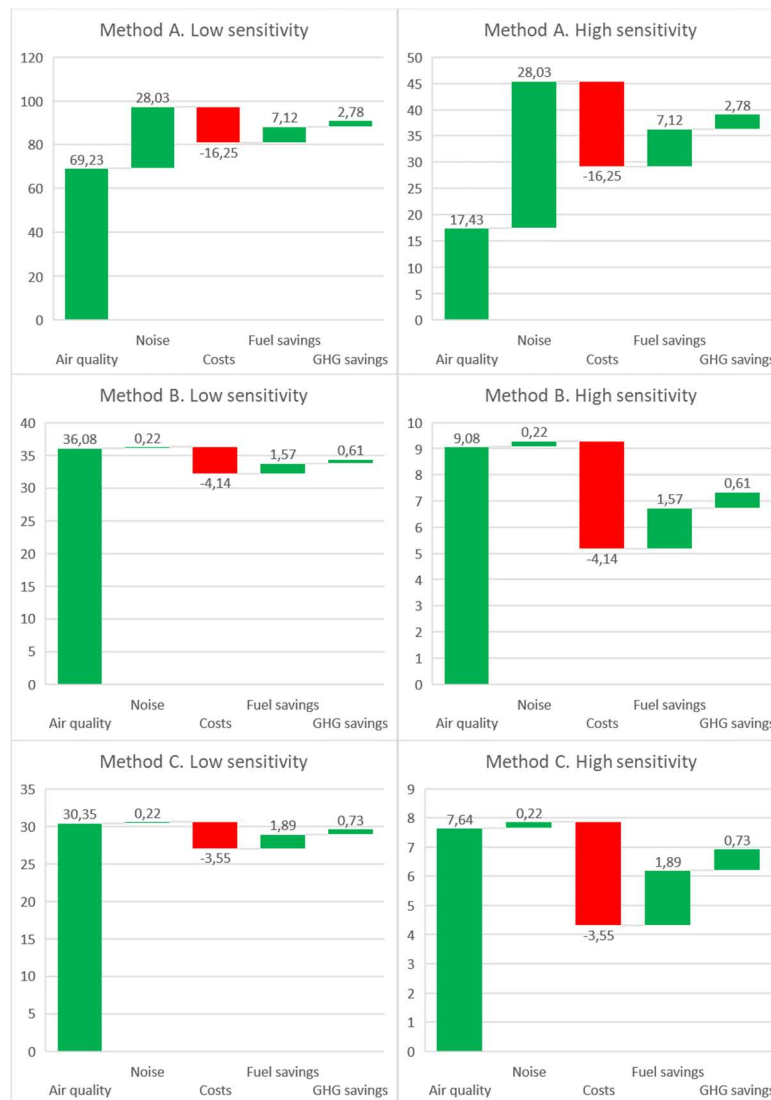 Method A. Low sensitivity
120
100
80
60
40
20
0
69,23
28,03
-16,25
7,12
2,78
Noise
Fuel savings
Air quality
Costs
GHG savings
Method A. High sensitivity
50
45
40
35
30
25
20
15
10
5
0
17,43
28,03
-16,25
7,12
2,78
Noise
Fuel savings
Air quality
Costs
GHG savings
Method B. Low sensitivity
40
35
30
25
20
15
10
5
0
36,08
0,22
-4,14
1,57
0,61
Noise
Fuel savings
Air quality
Costs
GHG savings
Method B. High sensitivity
10
9
8
7
6
5
4
3
2
1
0
9,08
0,22
-4,14
1,57
0,61
Noise
Fuel savings
Air quality
Costs
GHG savings
Method C. Low sensitivity
35
30
25
20
15
10
5
0
30,35
0,22
-3,55
1,89
0,73
Noise
Fuel savings
Air quality
Costs
GHG savings
Method C. High sensitivity
9
8
7
6
5
4
3
2
1
0
7,64
0,22
-3,55
1,89
0,73
Noise
Fuel savings
Air quality
Costs
GHG savings